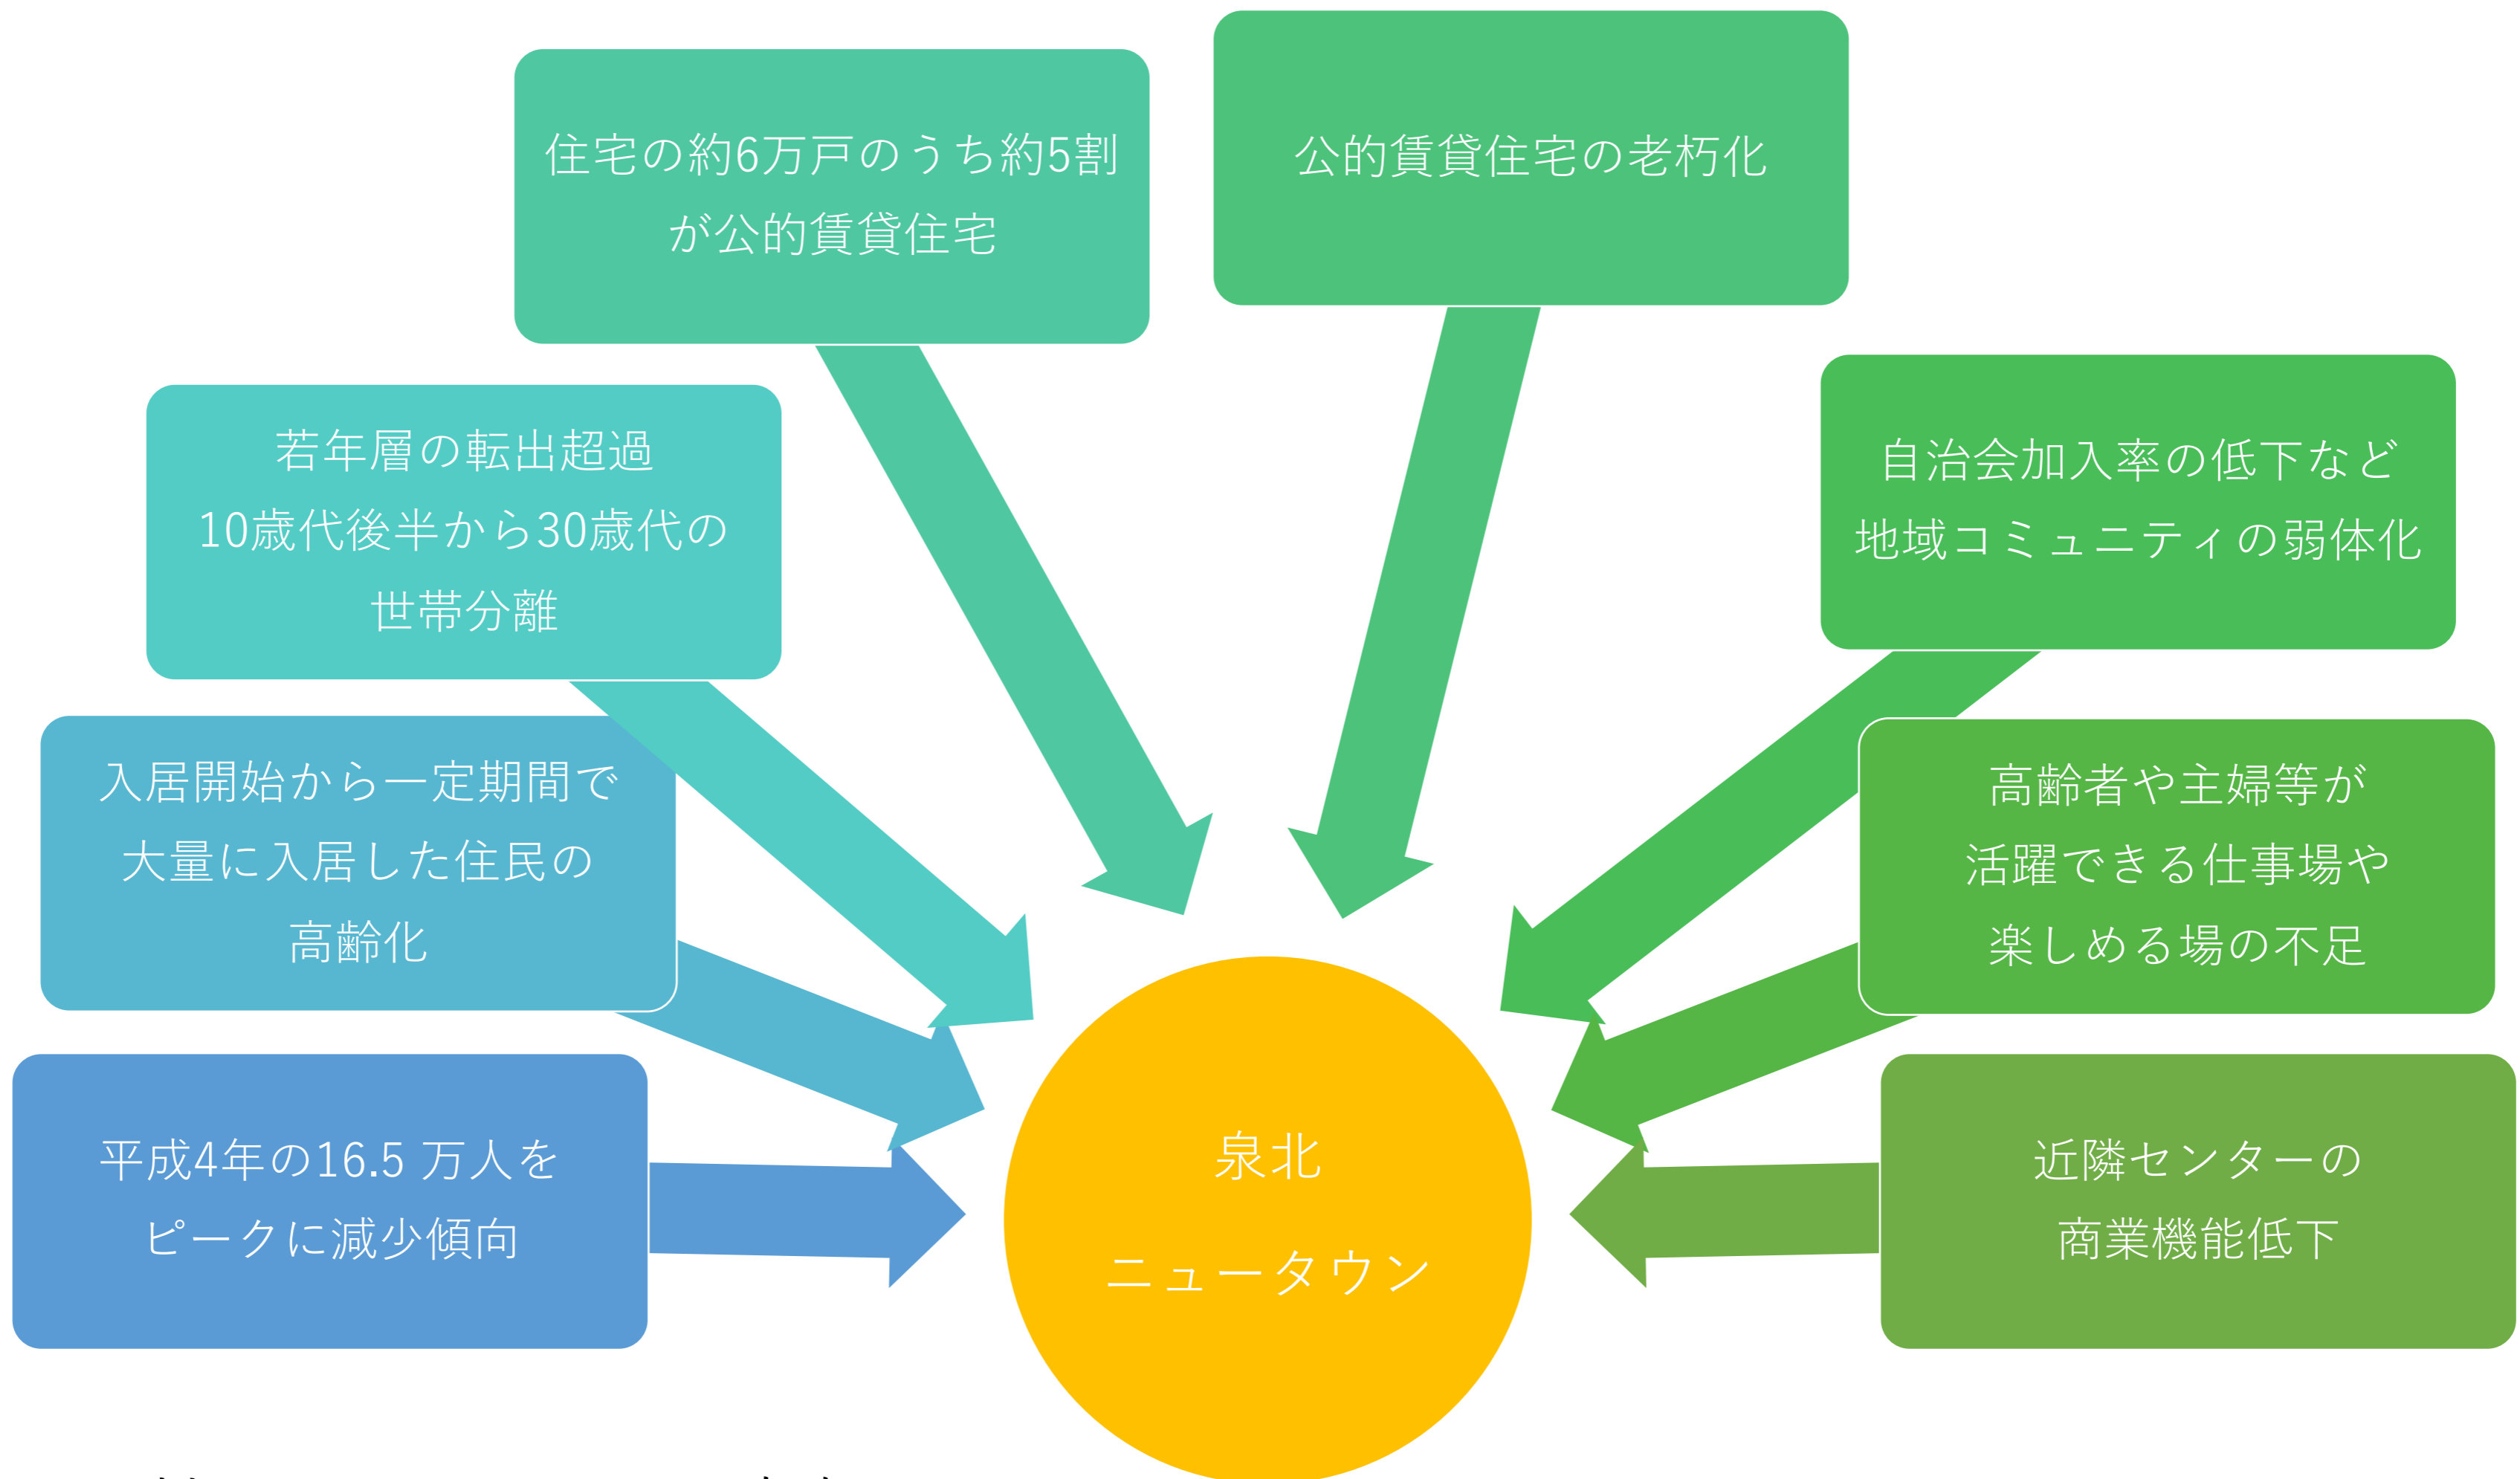 住宅の約6万戸のうち約5割
が公的賃貸住宅
公的賃貸住宅の老朽化
若年層の転出超過
10歳代後半から30歳代の
世帯分離
自治会加入率の低下など
地域コミュニティの弱体化
入居開始から一定期間で
大量に入居した住民の
高齢化
高齢者や主婦等が
活躍できる仕事場や
楽しめる場の不足
平成4年の16.5 万人を
ピークに減少傾向
泉北
ニュータウン
近隣センターの
商業機能低下